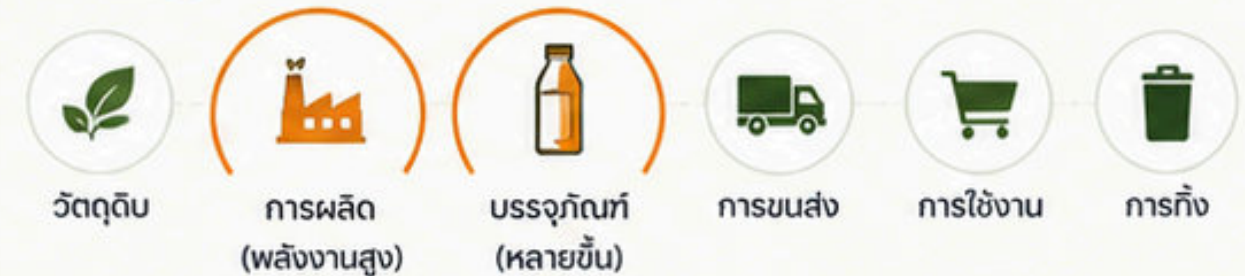 วัตถุดิบ
การผลิต
(พลังงานสูง)
บรรจุภัณฑ์
(หลายขึ้น)
การขนส่ง
การใช้งาน
การทิ้ง